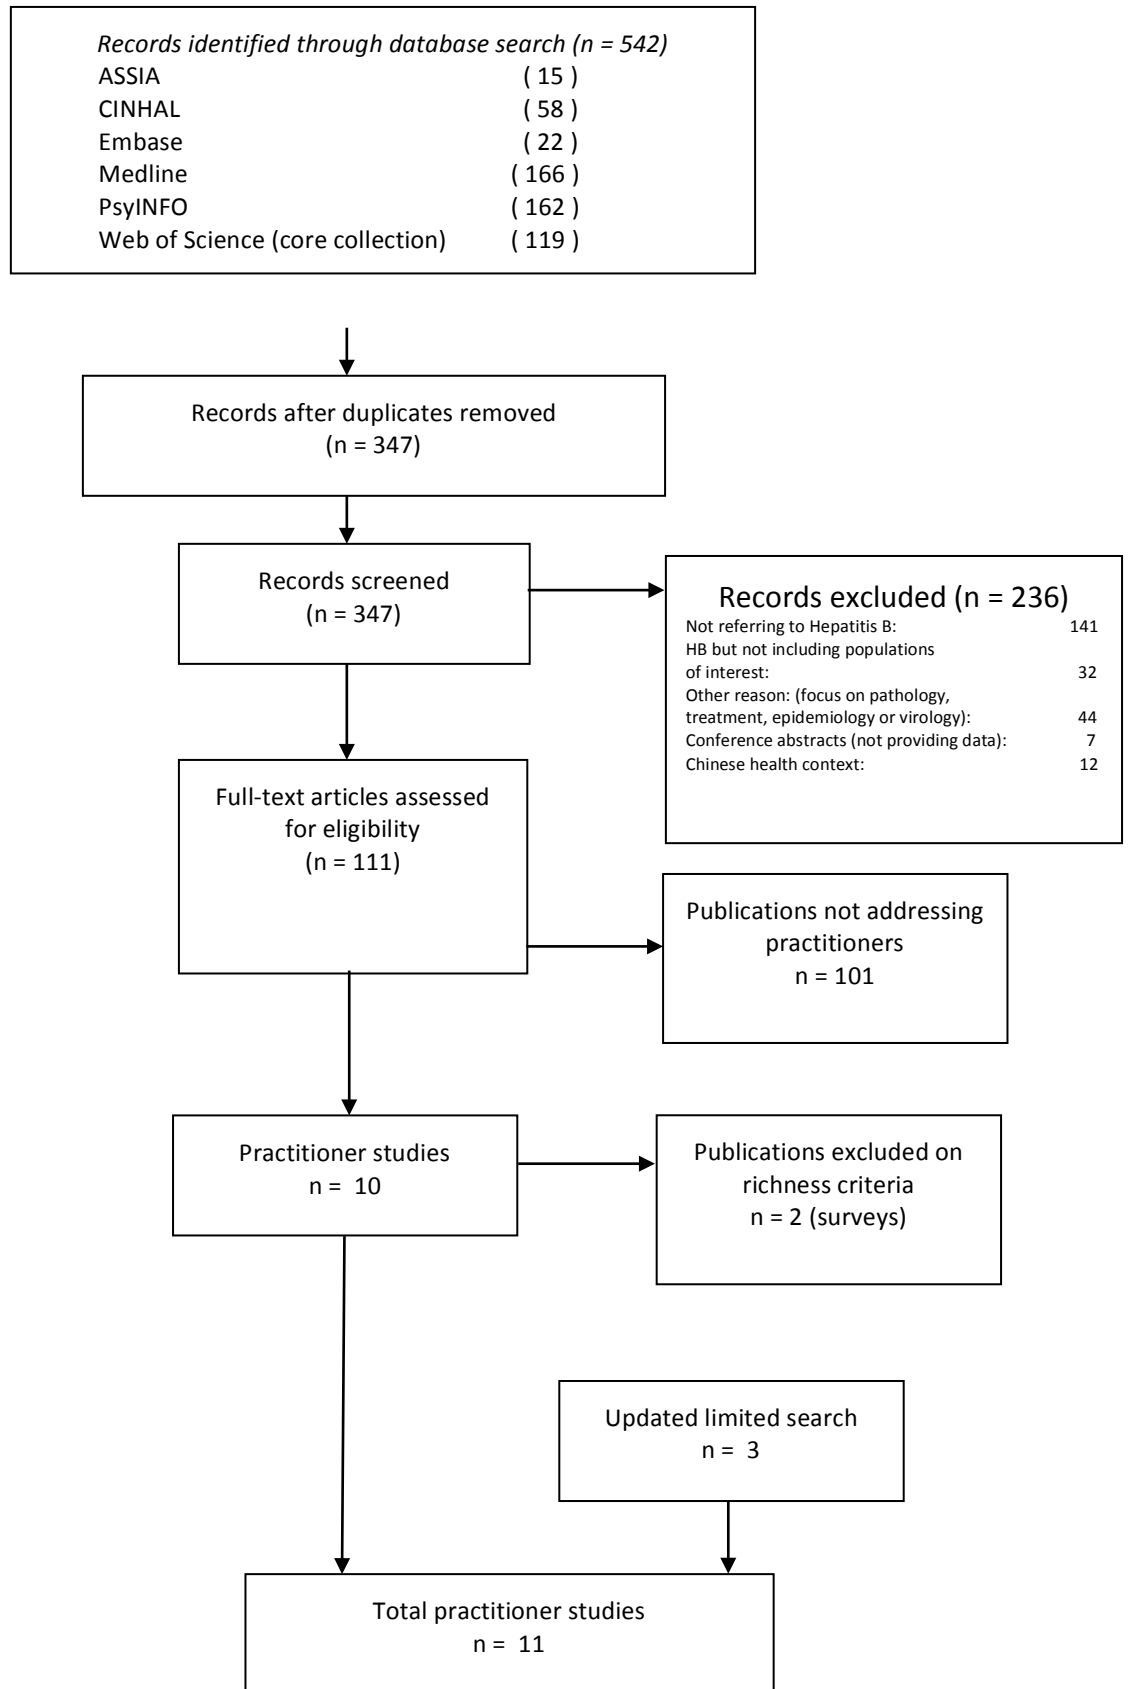 Records identified through database search (n = 542)
ASSIA ( 15 )
CINHAL ( 58 )
Embase ( 22 )
Medline ( 166 )
PsyINFO ( 162 )
Web of Science (core collection) ( 119 )
Records after duplicates removed
(n = 347)
Records screened
(n = 347)
Records excluded (n = 236)
Not referring to Hepatitis B: 141
HB but not including populations
of interest: 32
Other reason: (focus on pathology,
treatment, epidemiology or virology): 44
Conference abstracts (not providing data): 7
Chinese health context: 12
Full-text articles assessed
for eligibility
(n = 111)
Publications not addressing
practitioners
n = 101
Practitioner studies
n = 10
Publications excluded on
richness criteria
n = 2 (surveys)
Updated limited search
n = 3
Total practitioner studies
n = 11